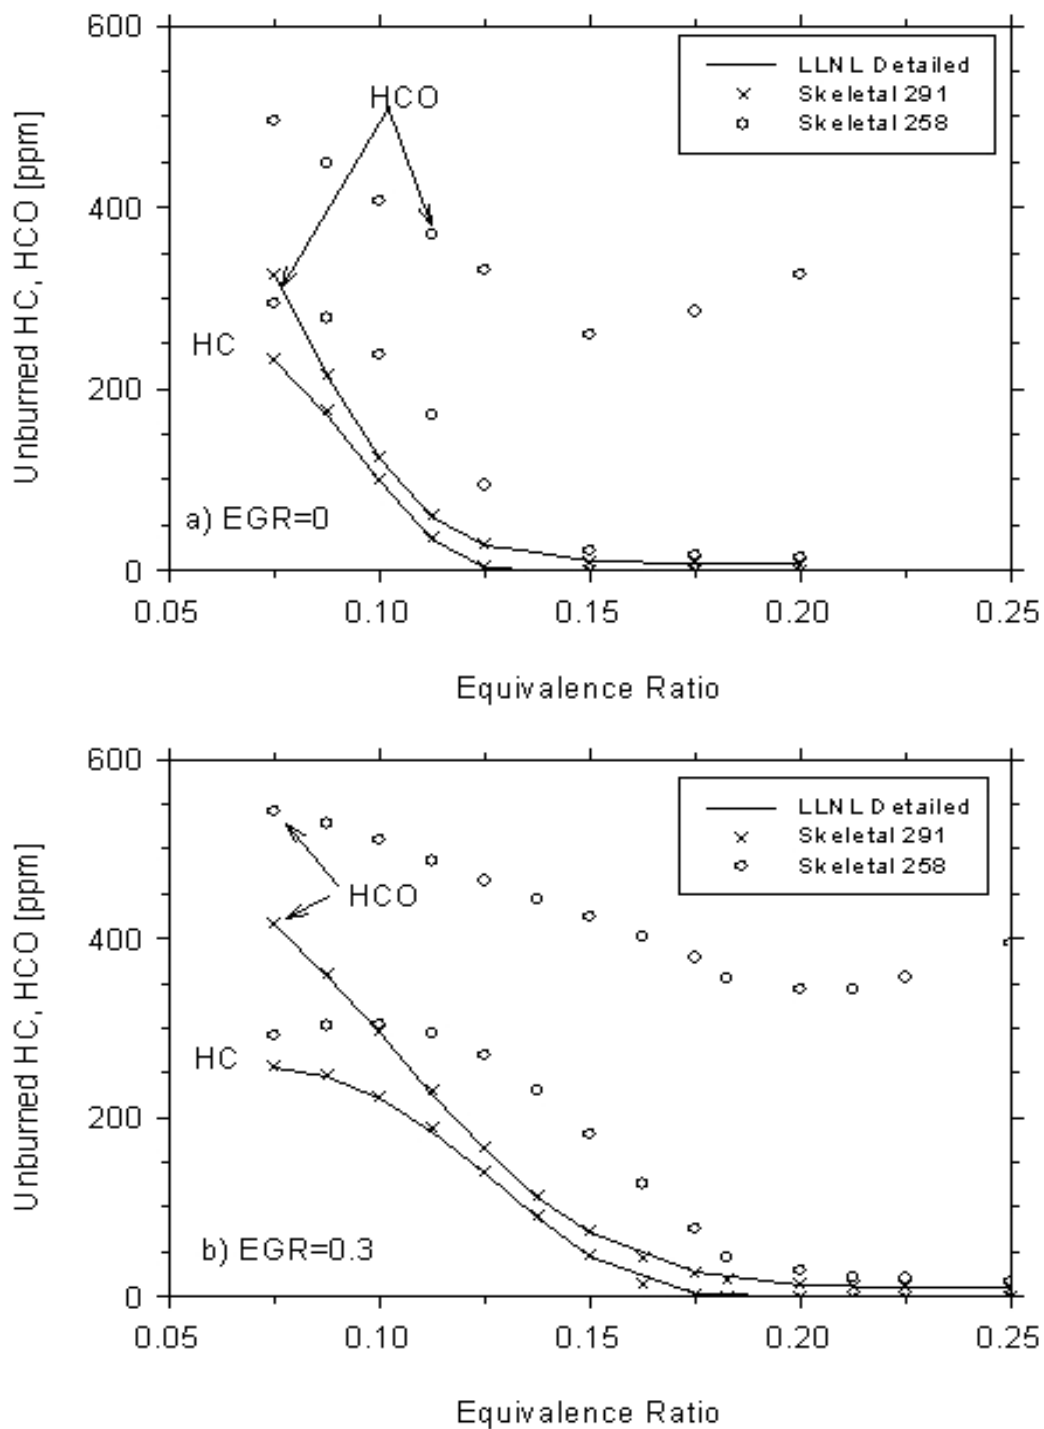 600
400
200
0
Unburned HC, HCO [ppm]
LLNL Detailed
Skeletal 291
Skeletal 258
HCO
HC
a) EGR=0
0.05 0.10 0.15 0.20 0.25
Equivalence Ratio
600
400
200
0
Unburned HC, HCO [ppm]
LLNL Detailed
Skeletal 291
Skeletal 258
HCO
HC
b) EGR=0.3
0.05 0.10 0.15 0.20 0.25
Equivalence Ratio